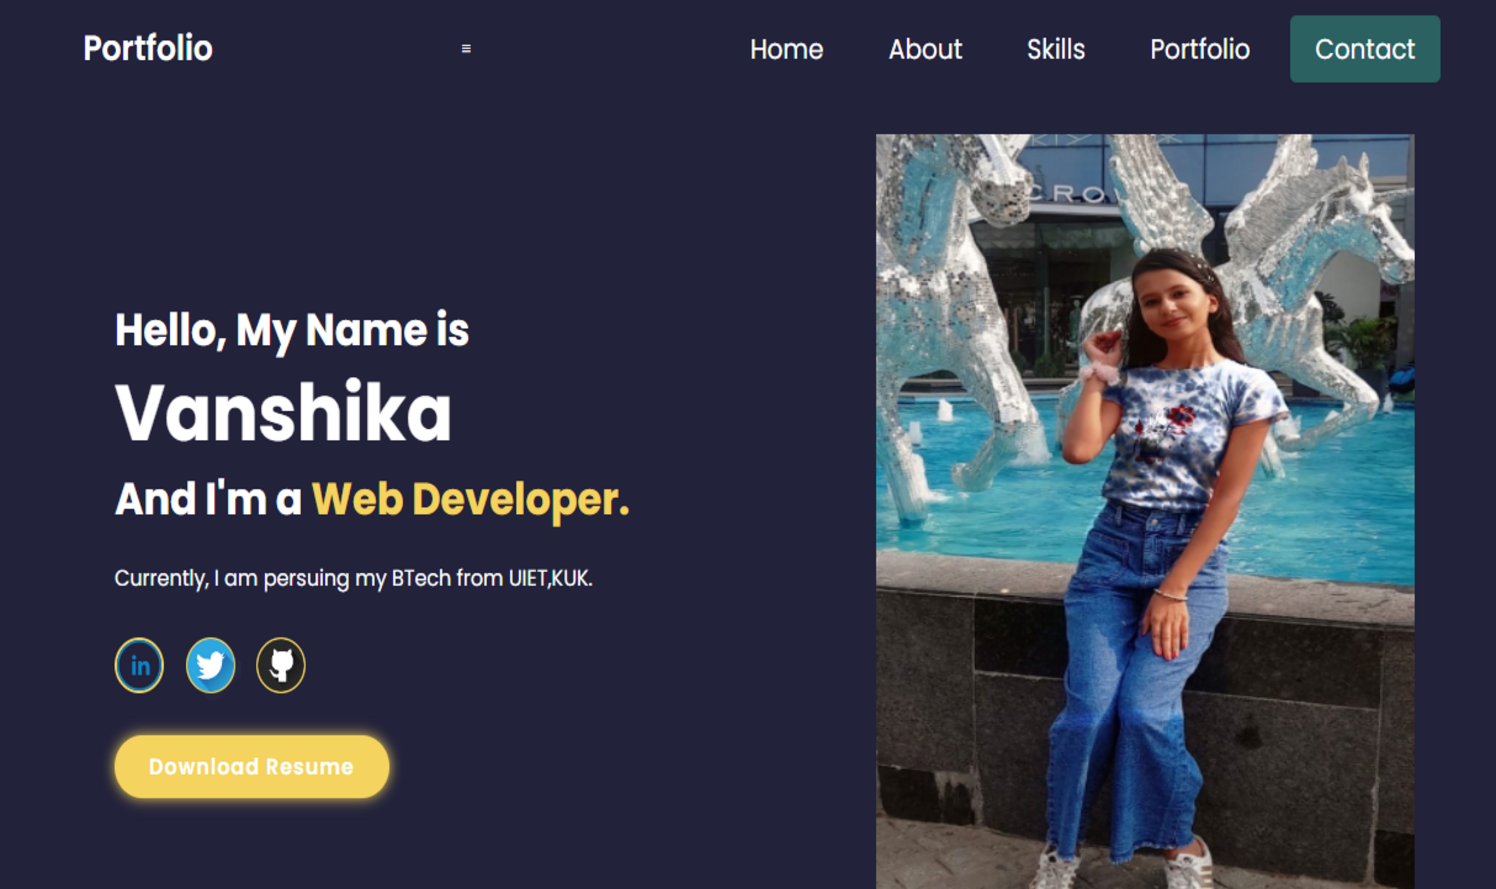 Portfolio ≡ Home About Skills Portfolio Contact
CRO
Hello, My Name is
Vanshika
And I'm a Web Developer.
Currently, I am persuing my BTech from UIET,KUK.
in
Download Resume